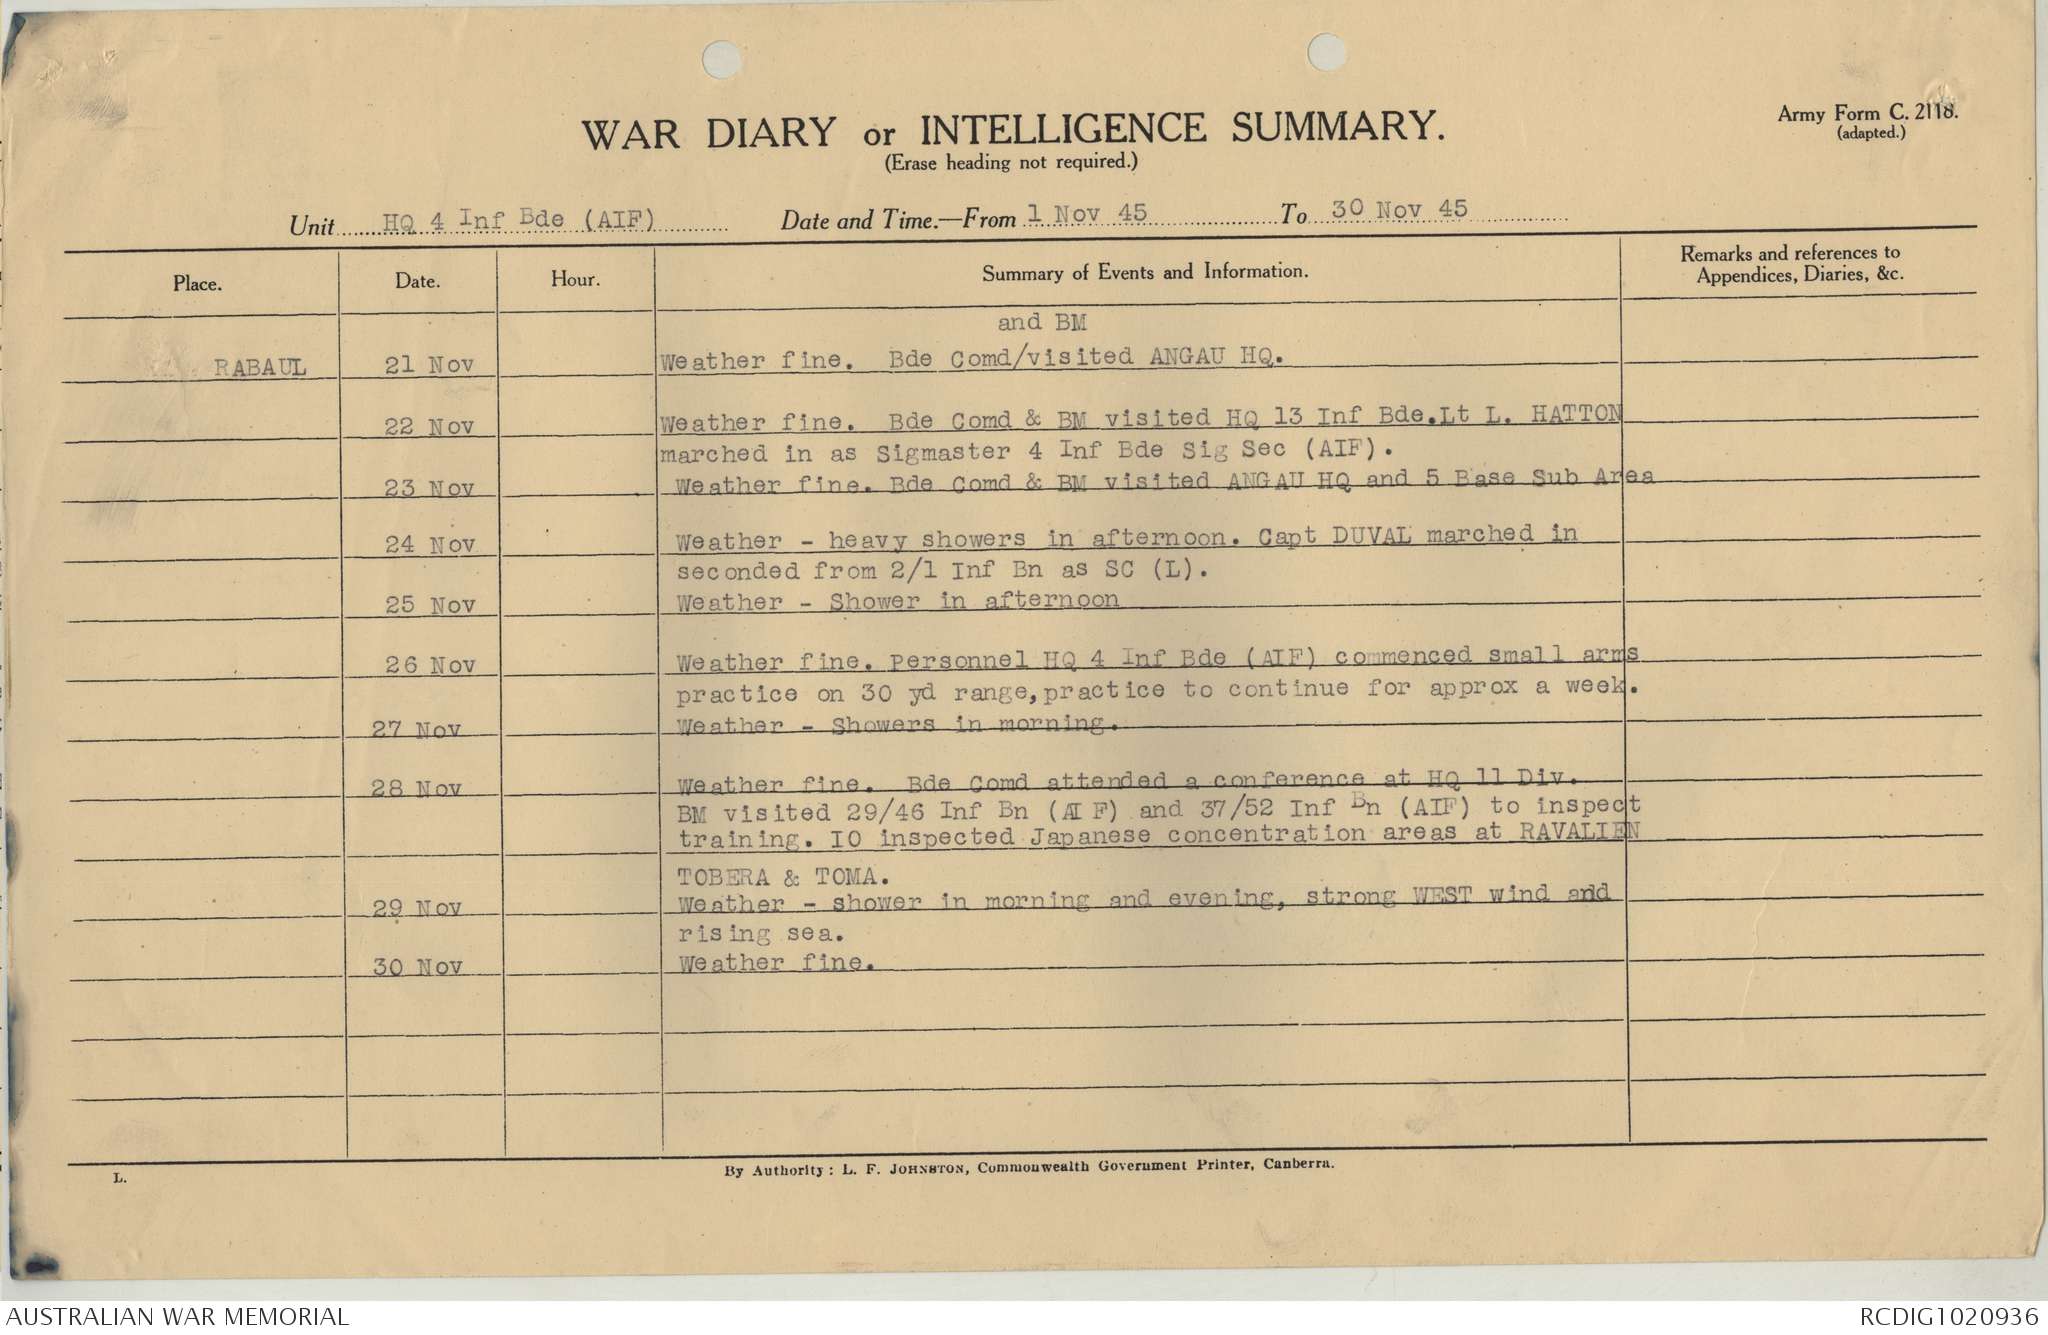 Army Form C. 2118.
(adapted.)
WAR DIARY or INTELLIGENCE SUMMARY.
(Erase heading not required.)
Unit HQ 4 Inf Bde (AIF) Date and Time.—From 1 Nov 45 To 30 Nov 45
Place. Date. Hour. Summary of Events and Information. Remarks and references to Appendices, Diaries, &c.
and BM
RABAUL 21 Nov Weather fine. Bde Comd/visited ANGAU HQ.
22 Nov Weather fine. Bde Comd & BM visited HQ 13 Inf Bde.Lt L. HATTON
marched in as Sigmaster 4 Inf Bde Sig Sec (AIF).
23 Nov Weather fine. Bde Comd & BM visited ANGAU HQ and 5 Base Sub Area
24 Nov Weather - heavy showers in afternoon. Capt DUVAL marched in
seconded from 2/1 Inf Bn as SC (L).
25 Nov Weather - Shower in afternoon
26 Nov Weather fine. Personnel HQ 4 Inf Bde (AIF) commenced small arms
practice on 30 yd range,practice to continue for approx a week.
27 Nov Weather - Showers in morning.
28 Nov Weather fine. Bde Comd attended a conference at HQ 11 Div.
BM visited 29/46 Inf Bn (AIF) and 37/52 Inf Bn (AIF) to inspect
training. IO inspected Japanese concentration areas at RAVALIEN
TOBERA & TOMA.
29 Nov Weather - shower in morning and evening, strong WEST wind and
rising sea.
30 Nov Weather fine.
L.
By Authority: L. F. JOHNSTON, Commonwealth Government Printer, Canberra.
AUSTRALIAN WAR MEMORIAL
RCDIG1020936